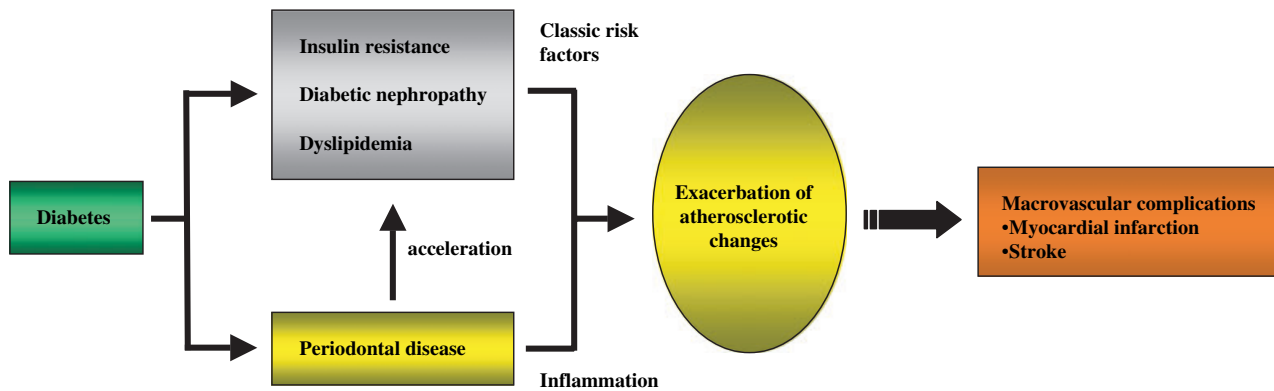 Diabetes
Insulin resistance
Diabetic nephropathy
Dyslipidemia
Classic risk
factors
acceleration
Periodontal disease
Inflammation
Exacerbation of
atherosclerotic
changes
Macrovascular complications
•Myocardial infarction
•Stroke